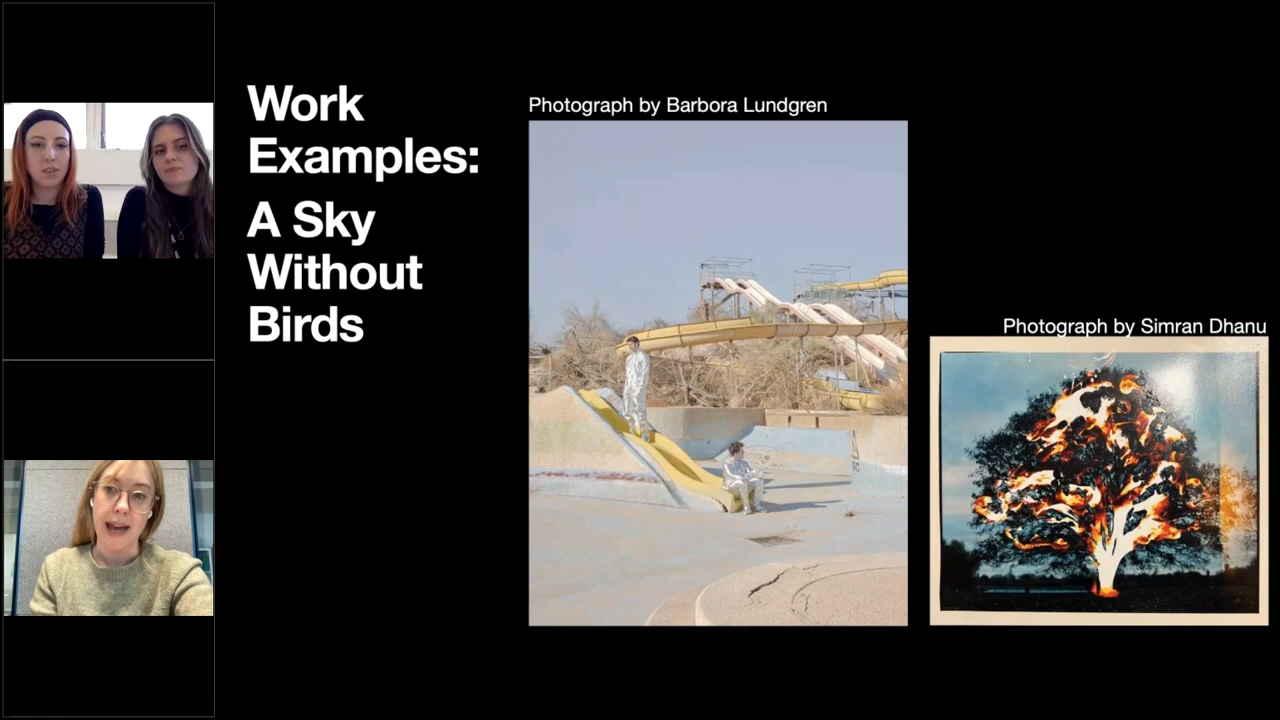 Work
Examples:
A Sky
Without
Birds
Photograph by Barbora Lundgren
Photograph by Simran Dhanu